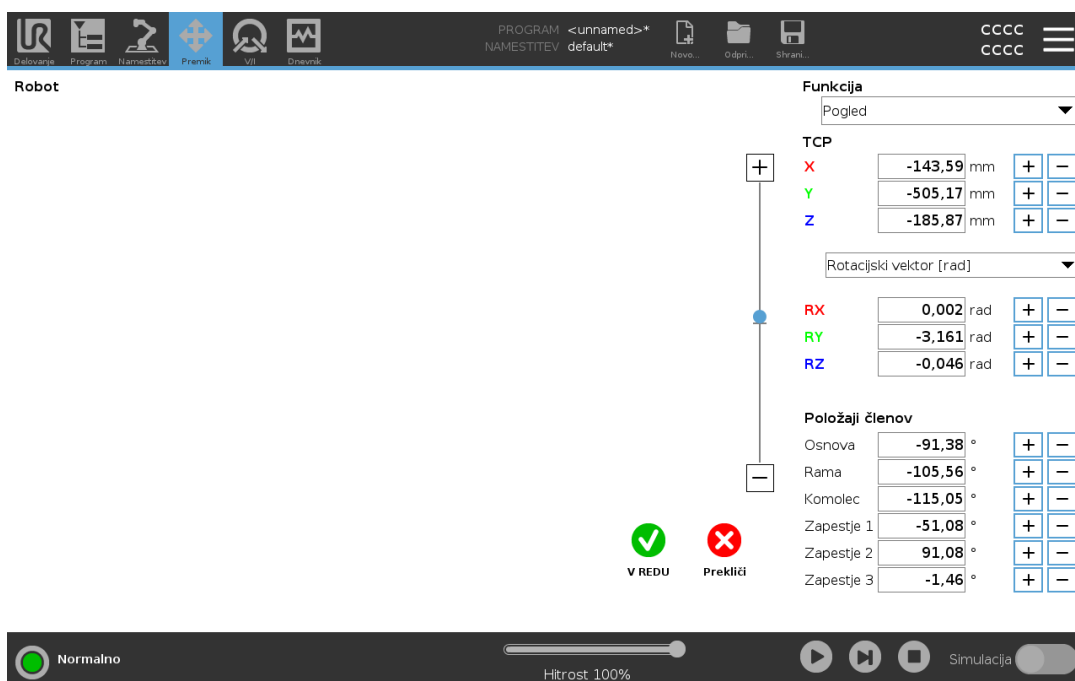 PROGRAM <unnamed>*
NAMESTITEV default*
CCCC
CCCC
Delovanje Program Namestitev Premik V/I Dnevnik Novo... Odpri... Shrani...
Robot
Funkcija
Pogled
TCP
X -143,59 mm + −
Y -505,17 mm + −
Z -185,87 mm + −
Rotacijski vektor [rad]
RX 0,002 rad + −
RY -3,161 rad + −
RZ -0,046 rad + −
Položaji členov
Osnova -91,38 ° + −
Rama -105,56 ° + −
Komolec -115,05 ° + −
Zapestje 1 -51,08 ° + −
Zapestje 2 91,08 ° + −
Zapestje 3 -1,46 ° + −
V REDU Prekliči
Normalno
Hitrost 100%
Simulacija